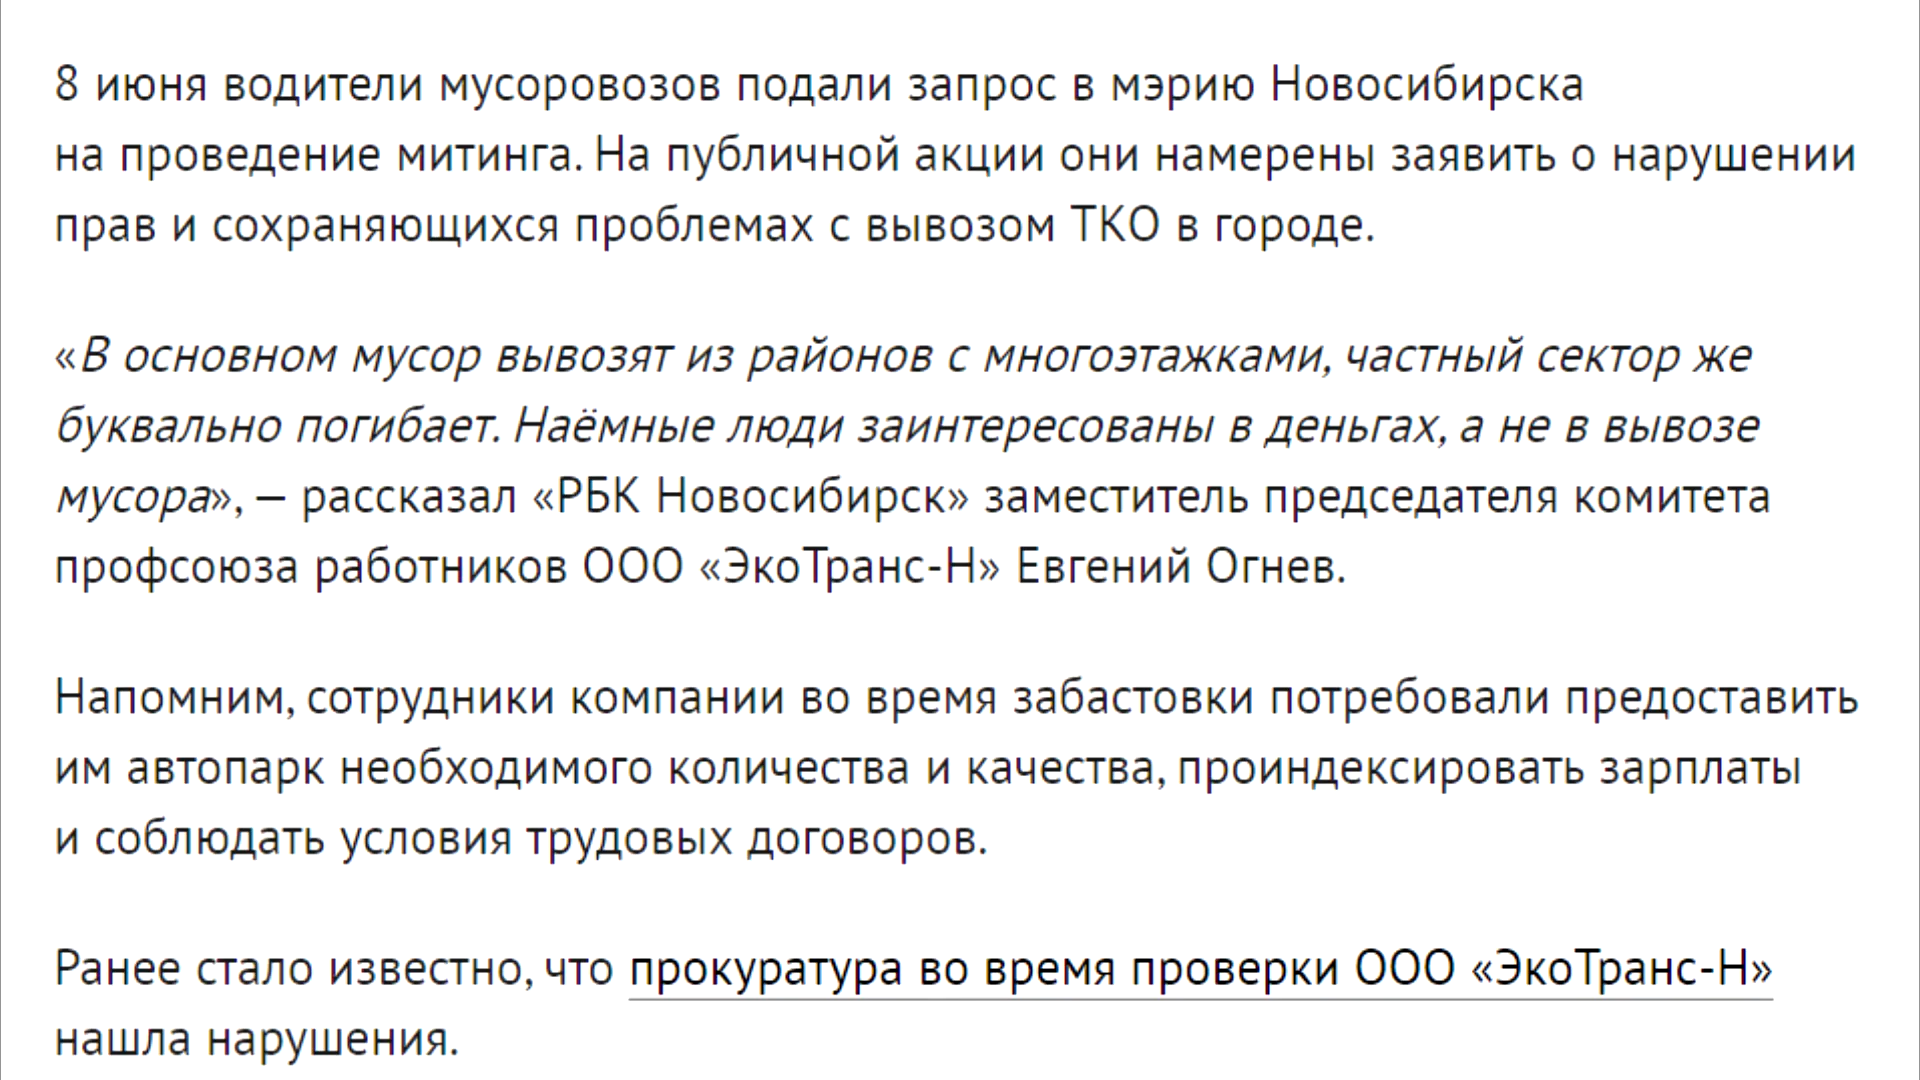 8 июня водители мусоровозов подали запрос в мэрию Новосибирска
на проведение митинга. На публичной акции они намерены заявить о нарушении
прав и сохраняющихся проблемах с вывозом ТКО в городе.
«В основном мусор вывозят из районов с многоэтажками, частный сектор же
буквально погибает. Наёмные люди заинтересованы в деньгах, а не в вывозе
мусора», — рассказал «РБК Новосибирск» заместитель председателя комитета
профсоюза работников ООО «ЭкоТранс-Н» Евгений Огнев.
Напомним, сотрудники компании во время забастовки потребовали предоставить
им автопарк необходимого количества и качества, проиндексировать зарплаты
и соблюдать условия трудовых договоров.
Ранее стало известно, что прокуратура во время проверки ООО «ЭкоТранс-Н»
нашла нарушения.